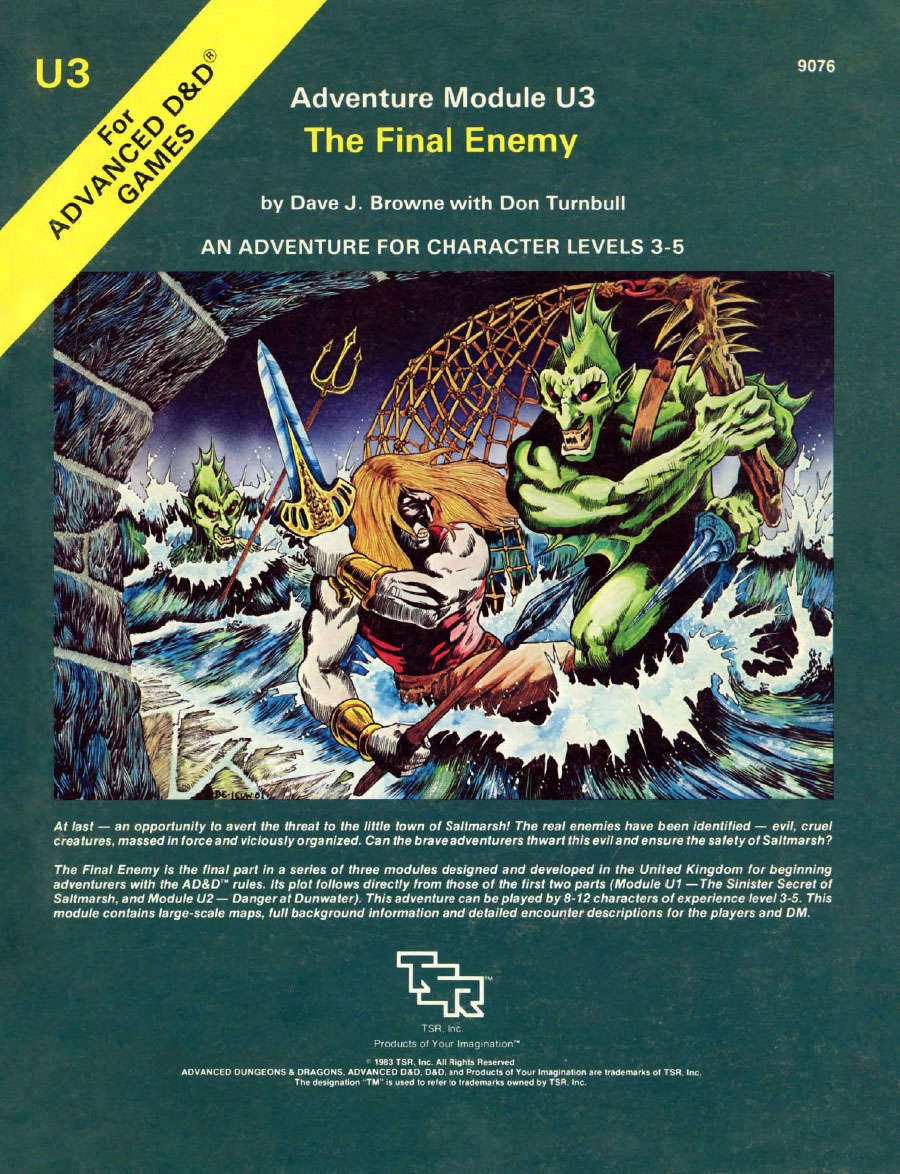 U3
For
ADVANCED D&D®
GAMES
9076
Adventure Module U3
The Final Enemy
by Dave J. Browne with Don Turnbull
AN ADVENTURE FOR CHARACTER LEVELS 3-5
At last — an opportunity to avert the threat to the little town of Saltmarsh! The real enemies have been identified — evil, cruel
creatures, massed in force and viciously organized. Can the brave adventurers thwart this evil and ensure the safety of Saltmarsh?
The Final Enemy is the final part in a series of three modules designed and developed in the United Kingdom for beginning
adventurers with the AD&D™ rules. Its plot follows directly from those of the first two parts (Module U1 —The Sinister Secret of
Saltmarsh, and Module U2 — Danger at Dunwater). This adventure can be played by 8-12 characters of experience level 3-5. This
module contains large-scale maps, full background information and detailed encounter descriptions for the players and DM.
TSR™
TSR, Inc.
Products of Your Imagination™
© 1983 TSR, Inc. All Rights Reserved
ADVANCED DUNGEONS & DRAGONS, ADVANCED D&D, D&D, and Products of Your Imagination are trademarks of TSR, Inc.
The designation "TM" is used to refer to trademarks owned by TSR, Inc.